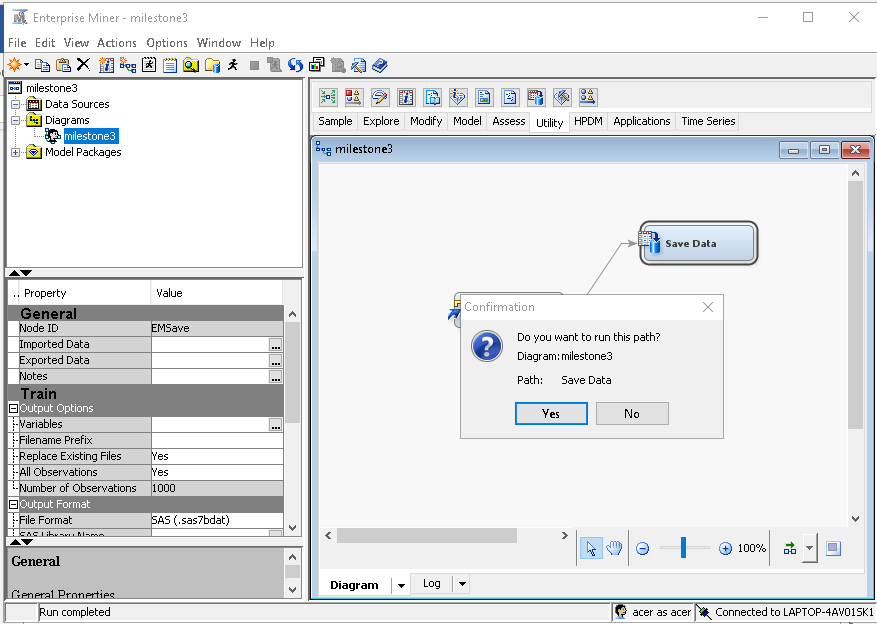 Enterprise Miner - milestone3
File Edit View Actions Options Window Help
milestone3
Data Sources
Diagrams
milestone3
Model Packages
Sample Explore Modify Model Assess Utility HPDM Applications Time Series
milestone3
Save Data
Confirmation
Do you want to run this path?
Diagram: milestone3
Path: Save Data
Yes No
.. Property Value
General
Node ID EMSave
Imported Data ...
Exported Data ...
Notes ...
Train
Output Options
Variables ...
Filename Prefix
Replace Existing Files Yes
All Observations Yes
Number of Observations 1000
Output Format
File Format SAS (.sas7bdat)
SAS Library Name
General
General Properties
100%
Diagram Log
Run completed
acer as acer
Connected to LAPTOP-4AV01SK1